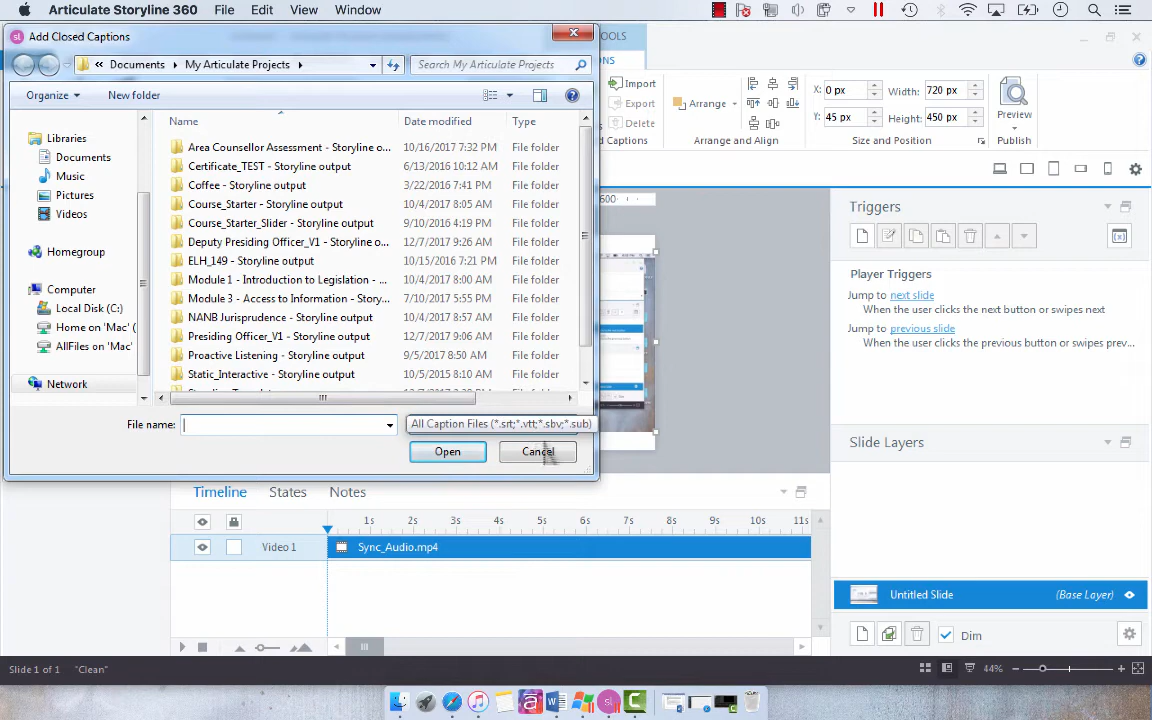 Articulate Storyline 360 File Edit View Window
Add Closed Captions
TOOLS
« Documents ▸ My Articulate Projects ▸
Search My Articulate Projects
Organize
New folder
Name
Date modified
Type
Libraries
Documents
Music
Pictures
Videos
Homegroup
Computer
Local Disk (C:)
Home on 'Mac' (
AllFiles on 'Mac'
Network
Area Counsellor Assessment - Storyline o... 10/16/2017 7:32 PM File folder
Certificate_TEST - Storyline output 6/13/2016 10:12 AM File folder
Coffee - Storyline output 3/22/2016 7:41 PM File folder
Course_Starter - Storyline output 10/4/2017 8:05 AM File folder
Course_Starter_Slider - Storyline output 9/10/2016 4:19 PM File folder
Deputy Presiding Officer_V1 - Storyline o... 12/7/2017 9:26 AM File folder
ELH_149 - Storyline output 10/15/2016 7:21 PM File folder
Module 1 - Introduction to Legislation - ... 10/4/2017 8:00 AM File folder
Module 3 - Access to Information - Story... 7/10/2017 5:55 PM File folder
NANB Jurisprudence - Storyline output 10/4/2017 8:57 AM File folder
Presiding Officer_V1 - Storyline output 12/7/2017 9:06 AM File folder
Proactive Listening - Storyline output 9/5/2017 8:50 AM File folder
Static_Interactive - Storyline output 10/5/2015 8:10 AM File folder
File name:
All Caption Files (*.srt;*.vtt;*.sbv;*.sub)
Open
Cancel
ONS
Import
Export
Delete
d Captions
Arrange
Arrange and Align
X: 0 px
Width: 720 px
Y: 45 px
Height: 450 px
Size and Position
Preview
Publish
600
Triggers
Player Triggers
Jump to next slide
When the user clicks the next button or swipes next
Jump to previous slide
When the user clicks the previous button or swipes prev...
Slide Layers
Untitled Slide (Base Layer)
Dim
Timeline States Notes
1s 2s 3s 4s 5s 6s 7s 8s 9s 10s 11s
Video 1
Sync_Audio.mp4
Slide 1 of 1 "Clean"
44%